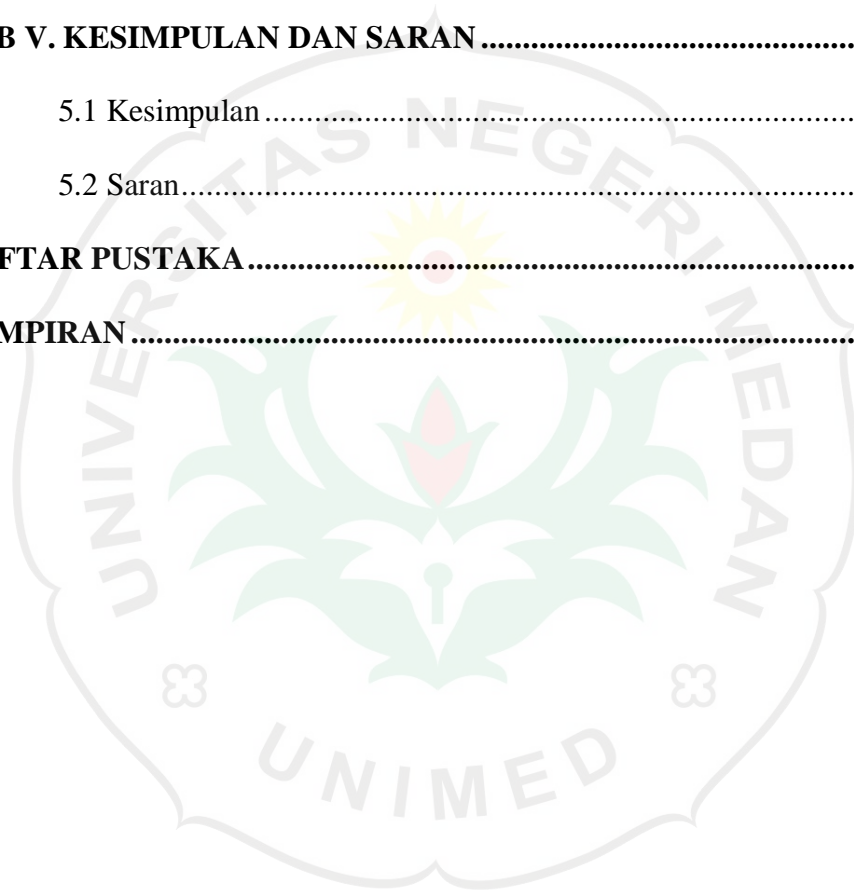 B V. KESIMPULAN DAN SARAN ............................................
5.1 Kesimpulan ........................................................................
5.2 Saran..................................................................................
FTAR PUSTAKA ........................................................................
MPIRAN ......................................................................................
UNIVERSITAS NEGERI MEDAN
UNIMED